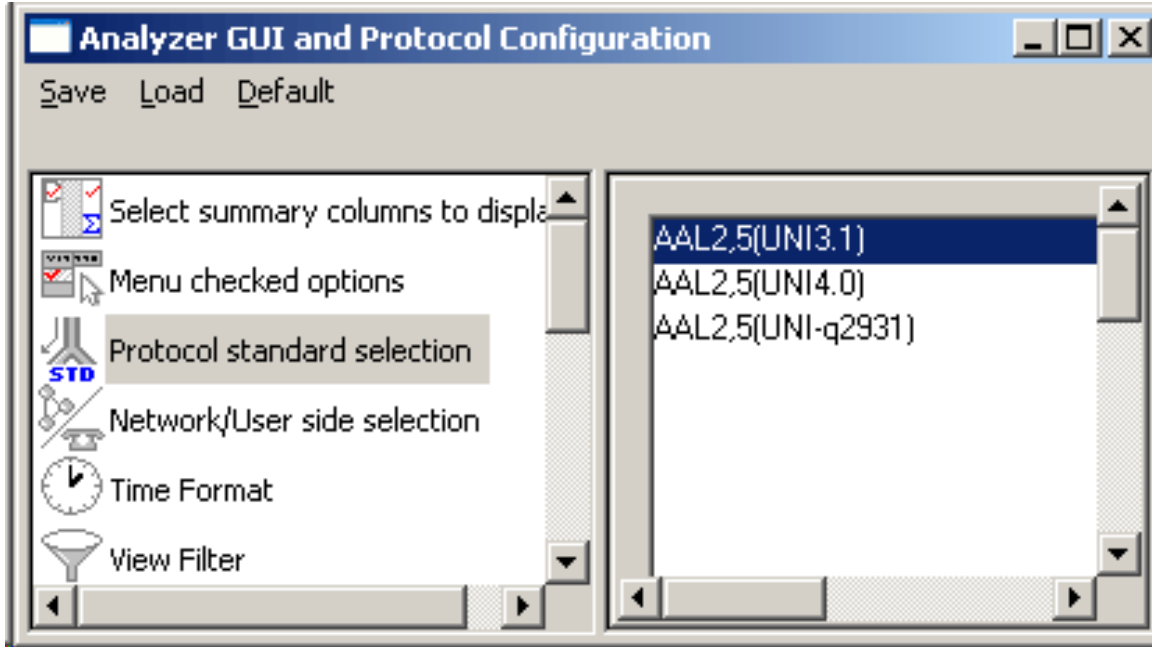 Analyzer GUI and Protocol Configuration
Save Load Default
Select summary columns to displa
Menu checked options
Protocol standard selection
STD
Network/User side selection
Time Format
View Filter
AAL2,5(UNI3.1)
AAL2,5(UNI4.0)
AAL2,5(UNI-q2931)